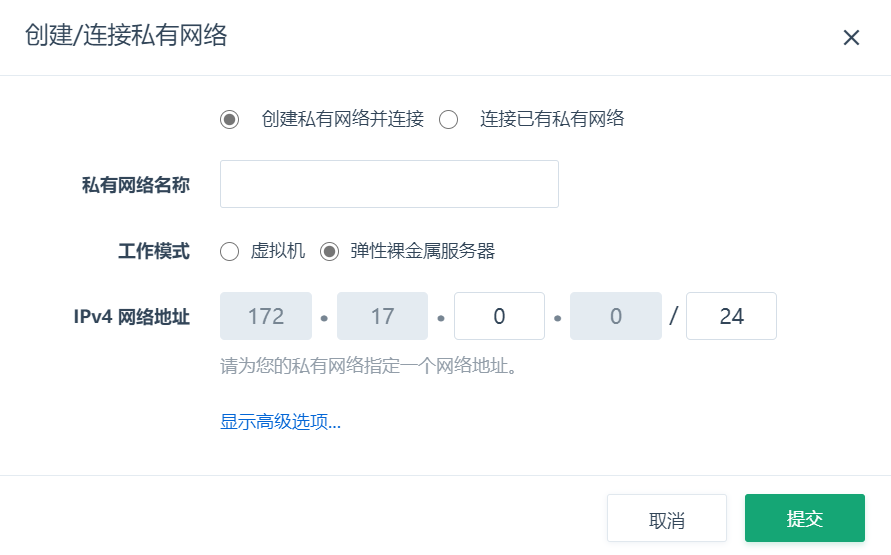 创建/连接私有网络
创建私有网络并连接 连接已有私有网络
私有网络名称
工作模式 虚拟机 弹性裸金属服务器
IPv4 网络地址 172 • 17 • 0 • 0 / 24
请为您的私有网络指定一个网络地址。
显示高级选项...
取消 提交